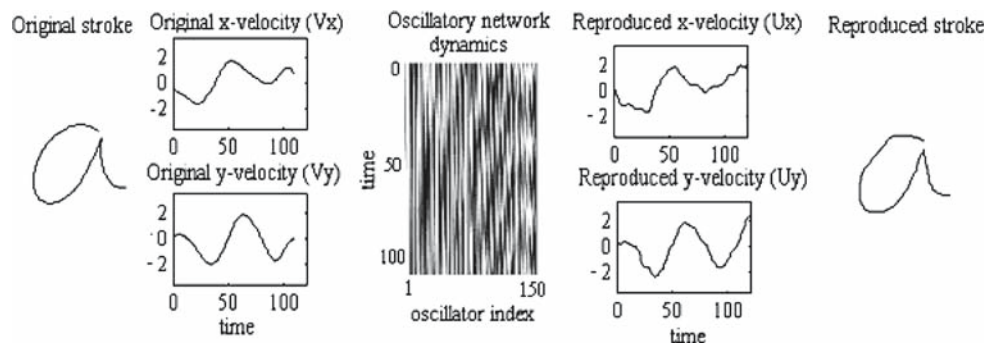 Original stroke
Original x-velocity (Vx)
2
0
-2
0 50 100
Original y-velocity (Vy)
2
0
-2
0 50 100
time
Oscillatory network
dynamics
0
50
100
time
1 150
oscillator index
Reproduced x-velocity (Ux)
2
0
-2
0 50 100
Reproduced y-velocity (Uy)
2
0
-2
0 50 100
time
Reproduced stroke
a
a